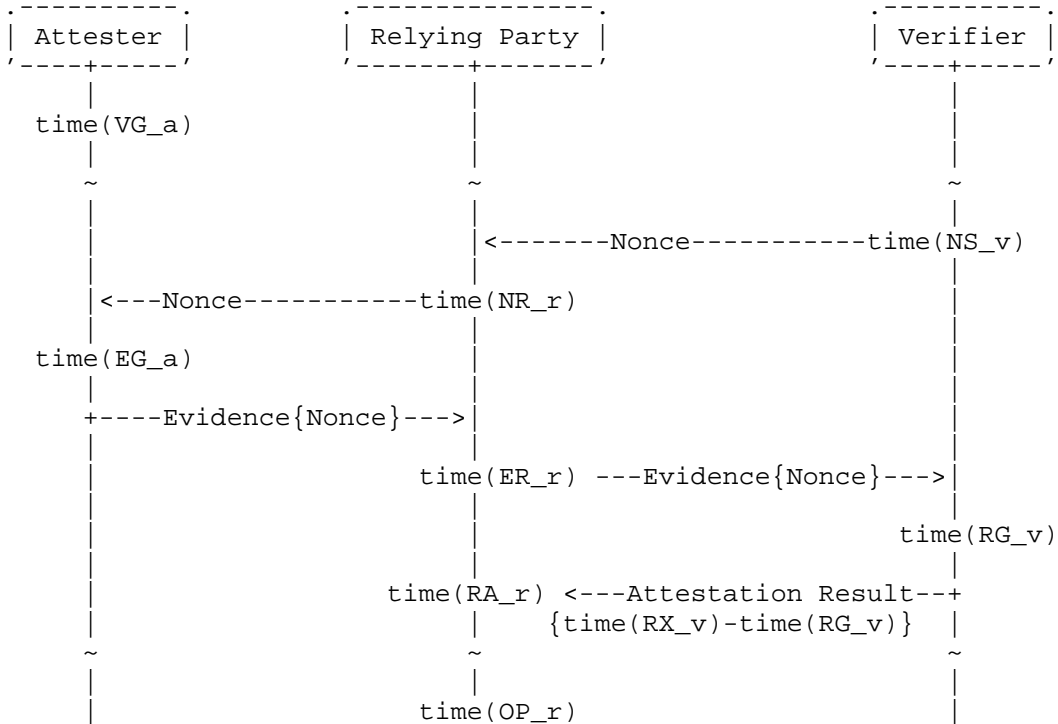 Attester Relying Party Verifier
time(VG_a)
<-------Nonce-----------time(NS_v)
<---Nonce-----------time(NR_r)
time(EG_a)
+----Evidence{Nonce}--->
time(ER_r) ---Evidence{Nonce}--->
time(RG_v)
time(RA_r) <---Attestation Result--+
{time(RX_v)-time(RG_v)}
time(OP_r)